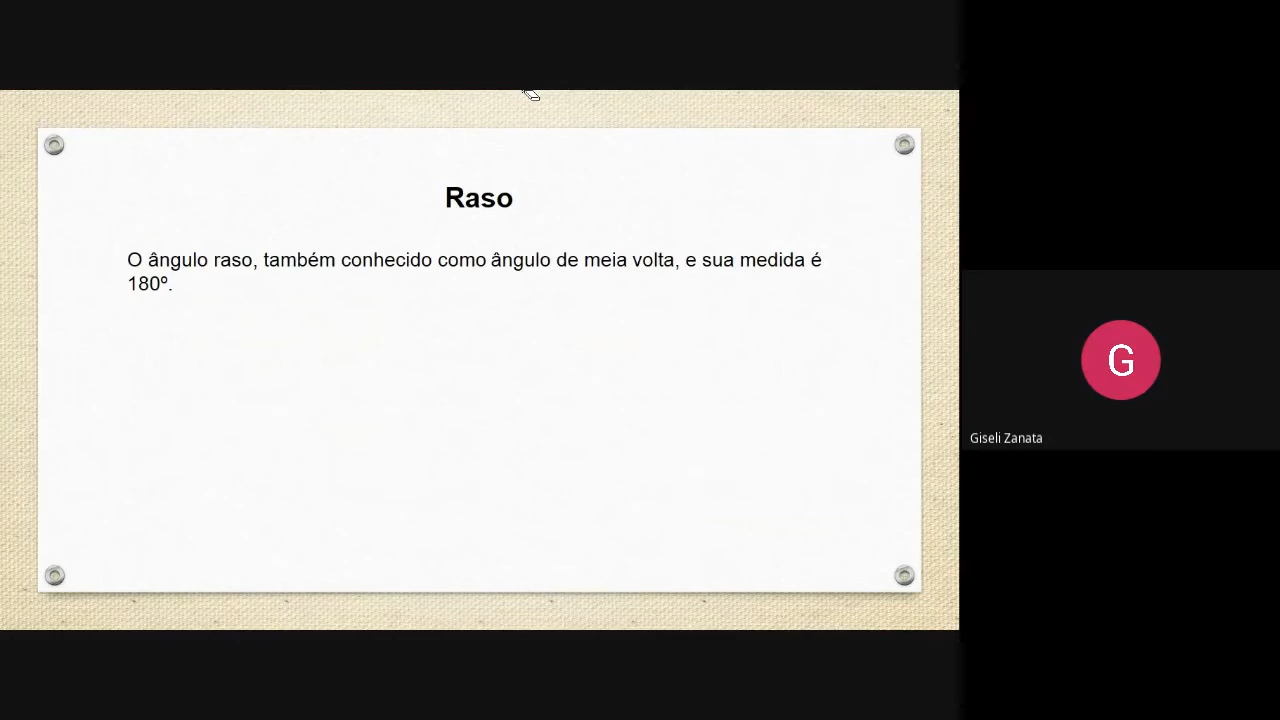 Raso
O ângulo raso, também conhecido como ângulo de meia volta, e sua medida é
180º.
G
Giseli Zanata